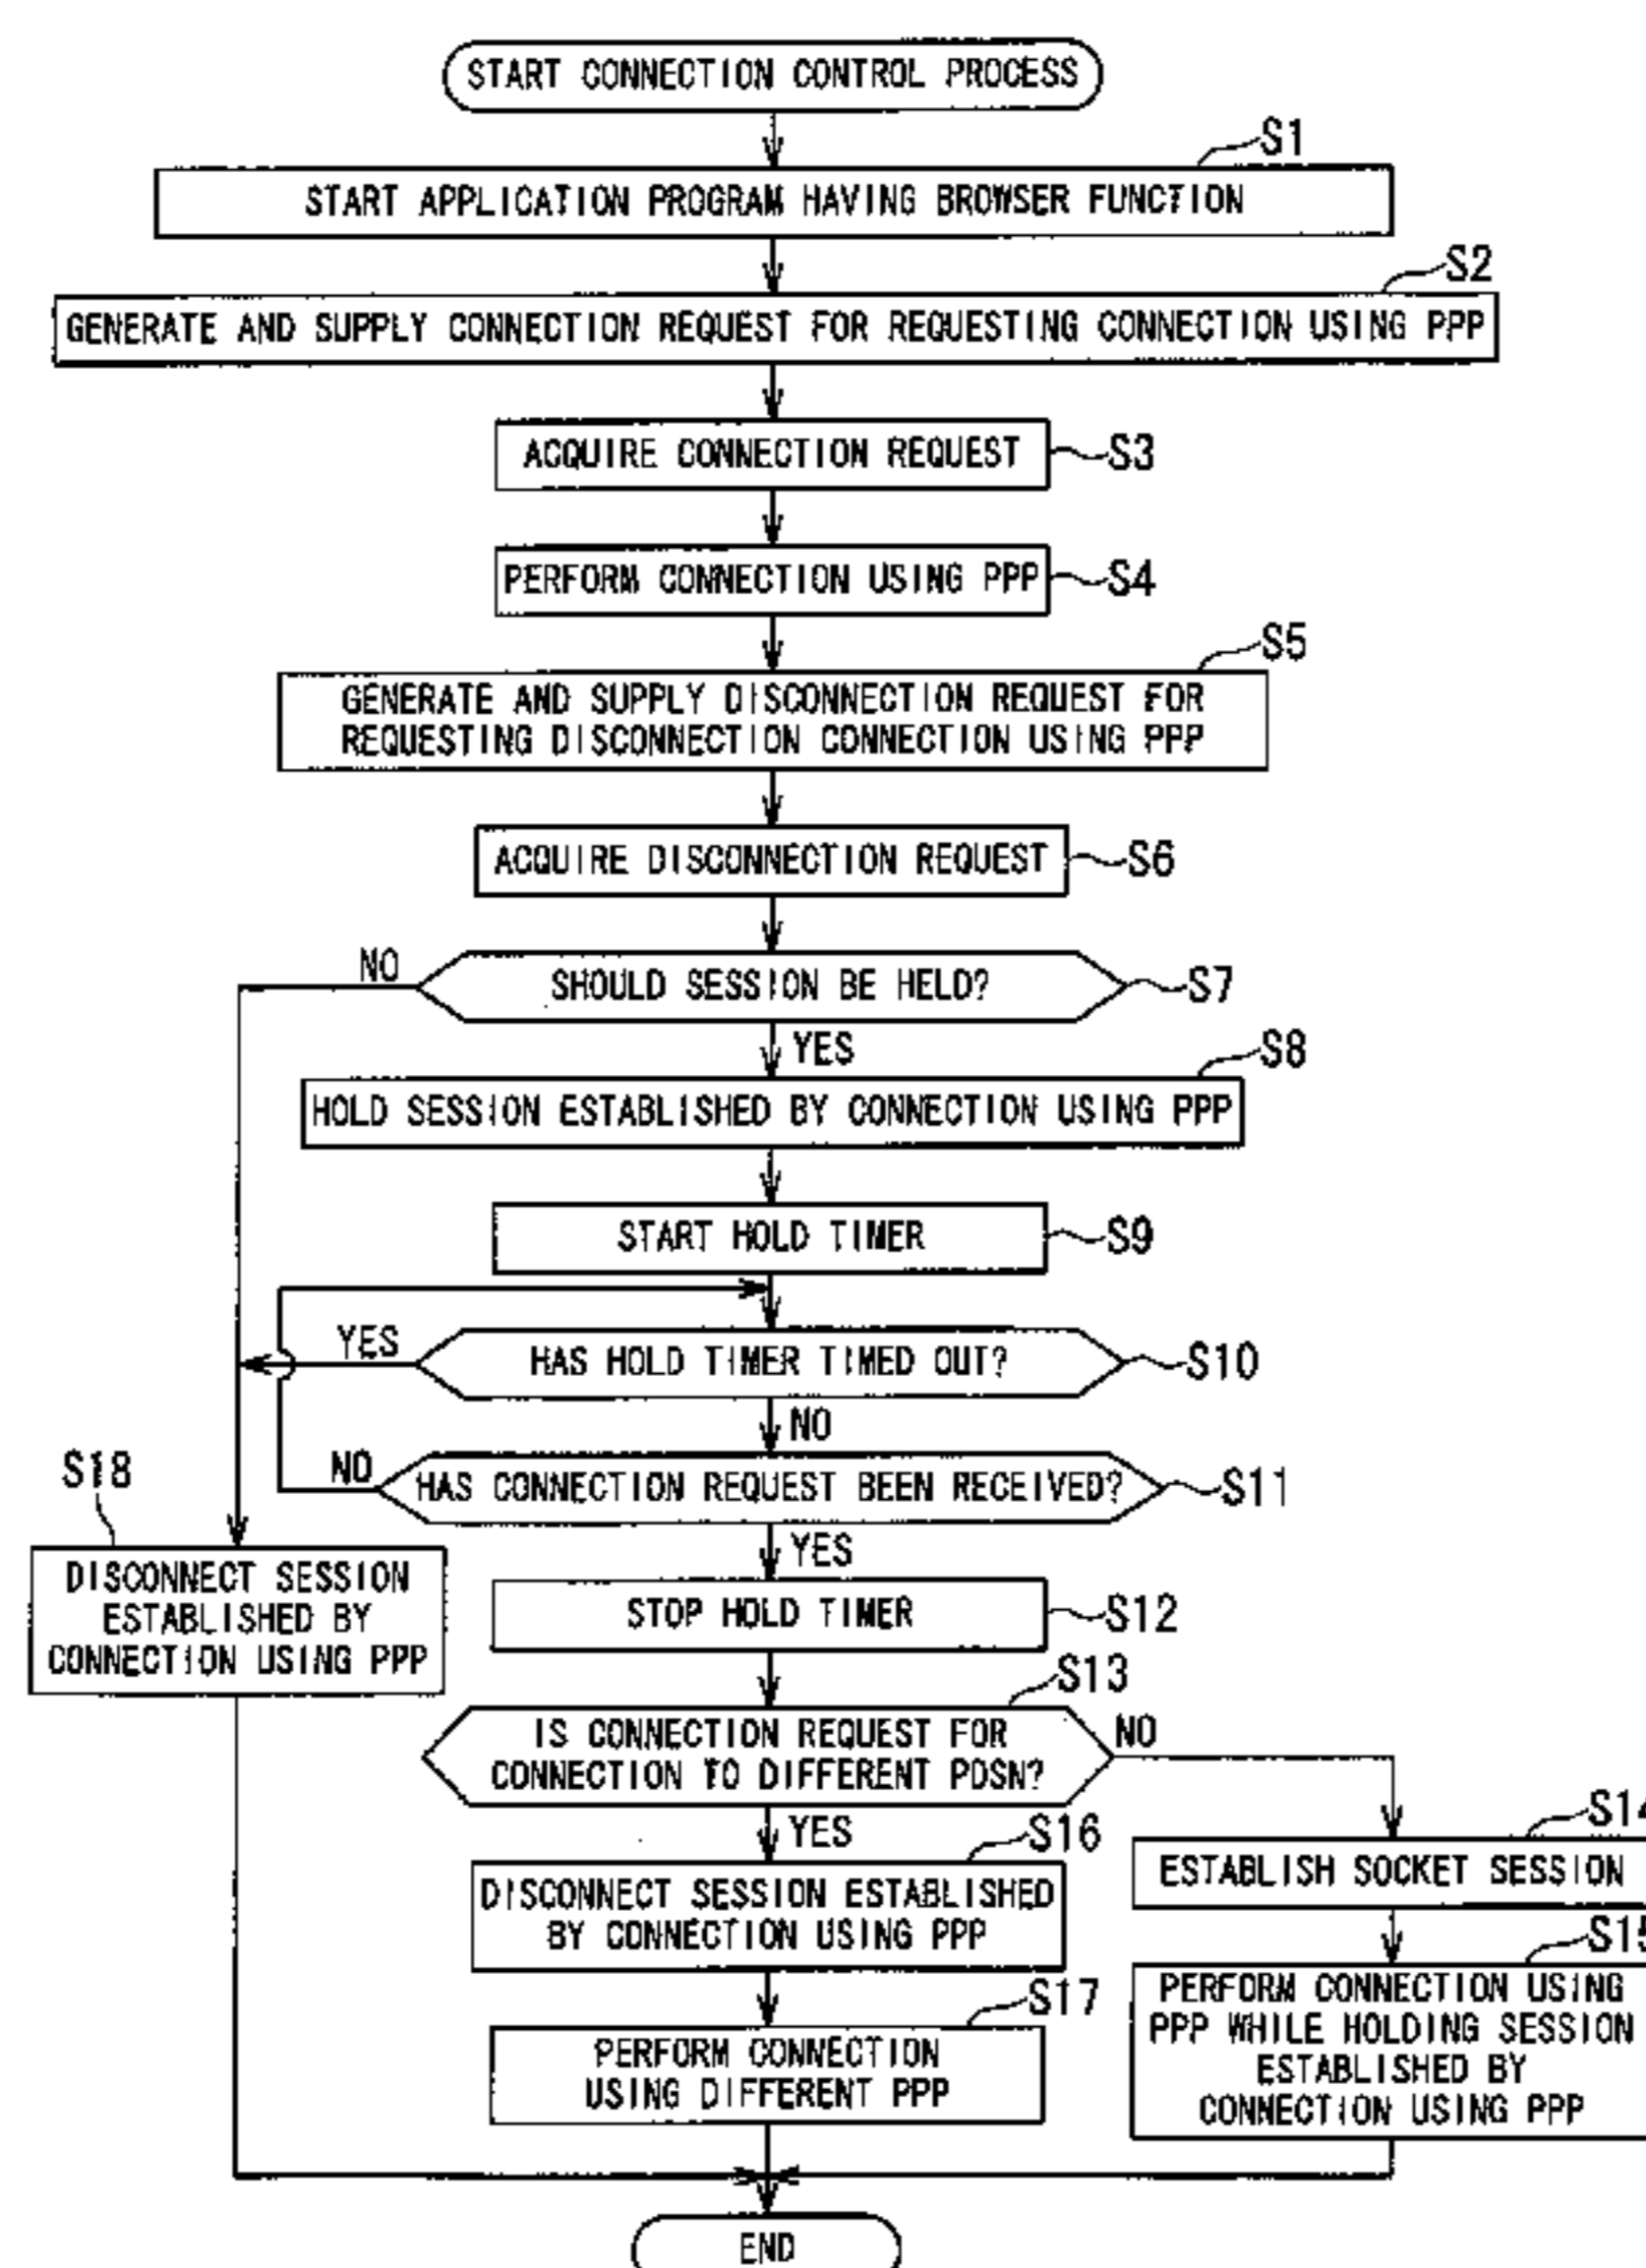 START CONNECTION CONTROL PROCESS
S1
START APPLICATION PROGRAM HAVING BROWSER FUNCTION
S2
GENERATE AND SUPPLY CONNECTION REQUEST FOR REQUESTING CONNECTION USING PPP
ACQUIRE CONNECTION REQUEST
S3
PERFORM CONNECTION USING PPP
S4
S5
GENERATE AND SUPPLY DISCONNECTION REQUEST FOR
REQUESTING DISCONNECTION CONNECTION USING PPP
ACQUIRE DISCONNECTION REQUEST
S6
NO
SHOULD SESSION BE HELD?
S7
YES
S8
HOLD SESSION ESTABLISHED BY CONNECTION USING PPP
START HOLD TIMER
S9
YES
HAS HOLD TIMER TIMED OUT?
S10
NO
S18
NO
HAS CONNECTION REQUEST BEEN RECEIVED?
S11
YES
DISCONNECT SESSION
ESTABLISHED BY
CONNECTION USING PPP
STOP HOLD TIMER
S12
S13
IS CONNECTION REQUEST FOR
CONNECTION TO DIFFERENT PDSN?
NO
YES
S16
S14
DISCONNECT SESSION ESTABLISHED
BY CONNECTION USING PPP
ESTABLISH SOCKET SESSION
S15
S17
PERFORM CONNECTION
USING DIFFERENT PPP
PERFORM CONNECTION USING
PPP WHILE HOLDING SESSION
ESTABLISHED BY
CONNECTION USING PPP
END